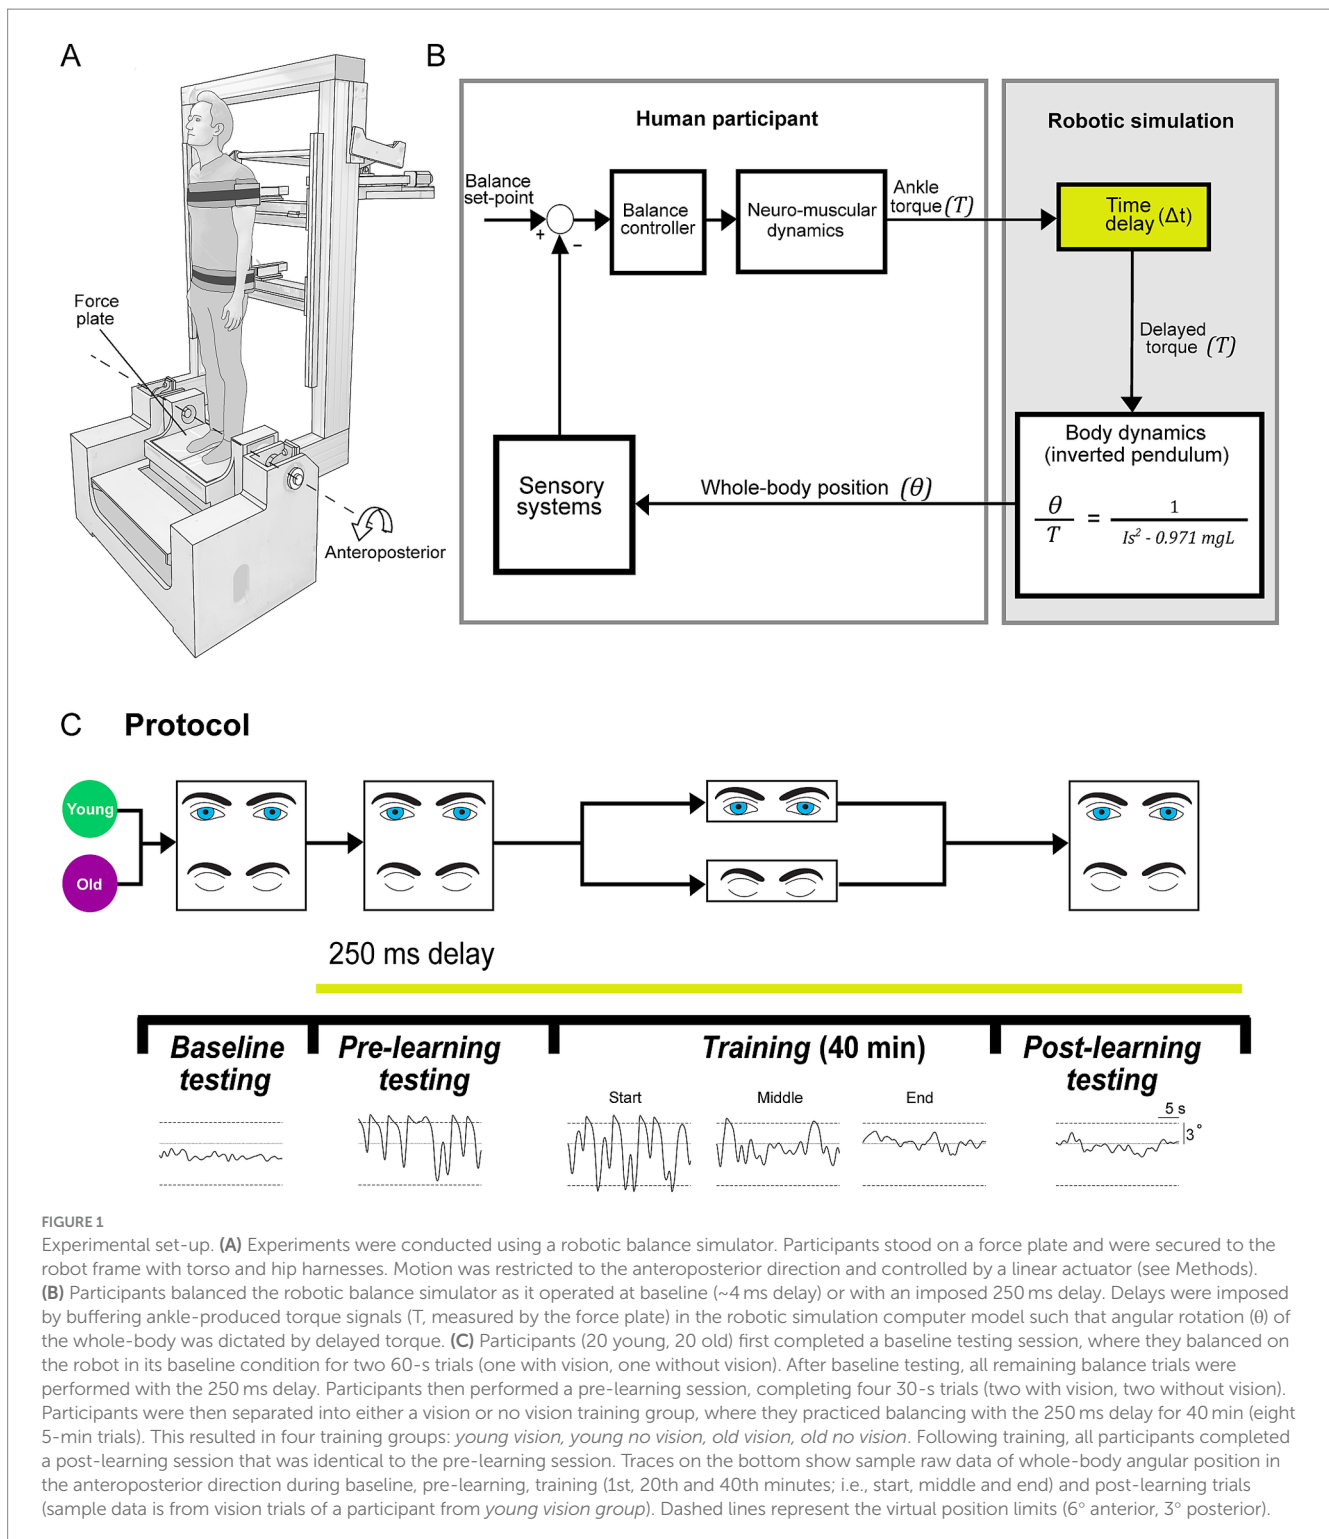 A
Force
plate
Anteroposterior
B
Human participant
Robotic simulation
Balance
set-point
+
−
Balance
controller
Neuro-muscular
dynamics
Ankle
torque (T)
Time
delay (Δt)
Delayed
torque (T)
Body dynamics
(inverted pendulum)
θ/T = 1/(Is² - 0.971 mgL)
Whole-body position (θ)
Sensory
systems
C Protocol
Young
Old
250 ms delay
Baseline
testing
Pre-learning
testing
Training (40 min)
Post-learning
testing
Start
Middle
End
5 s
3°
FIGURE 1
Experimental set-up. (A) Experiments were conducted using a robotic balance simulator. Participants stood on a force plate and were secured to the
robot frame with torso and hip harnesses. Motion was restricted to the anteroposterior direction and controlled by a linear actuator (see Methods).
(B) Participants balanced the robotic balance simulator as it operated at baseline (~4 ms delay) or with an imposed 250 ms delay. Delays were imposed
by buffering ankle-produced torque signals (T, measured by the force plate) in the robotic simulation computer model such that angular rotation (θ) of
the whole-body was dictated by delayed torque. (C) Participants (20 young, 20 old) first completed a baseline testing session, where they balanced on
the robot in its baseline condition for two 60-s trials (one with vision, one without vision). After baseline testing, all remaining balance trials were
performed with the 250 ms delay. Participants then performed a pre-learning session, completing four 30-s trials (two with vision, two without vision).
Participants were then separated into either a vision or no vision training group, where they practiced balancing with the 250 ms delay for 40 min (eight
5-min trials). This resulted in four training groups: young vision, young no vision, old vision, old no vision. Following training, all participants completed
a post-learning session that was identical to the pre-learning session. Traces on the bottom show sample raw data of whole-body angular position in
the anteroposterior direction during baseline, pre-learning, training (1st, 20th and 40th minutes; i.e., start, middle and end) and post-learning trials
(sample data is from vision trials of a participant from young vision group). Dashed lines represent the virtual position limits (6° anterior, 3° posterior).